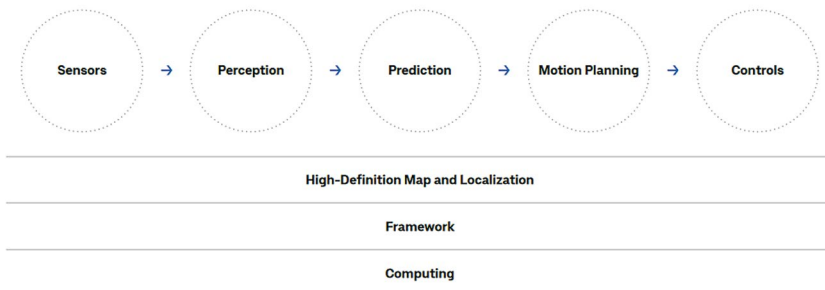 Sensors → Perception → Prediction → Motion Planning → Controls
High-Definition Map and Localization
Framework
Computing